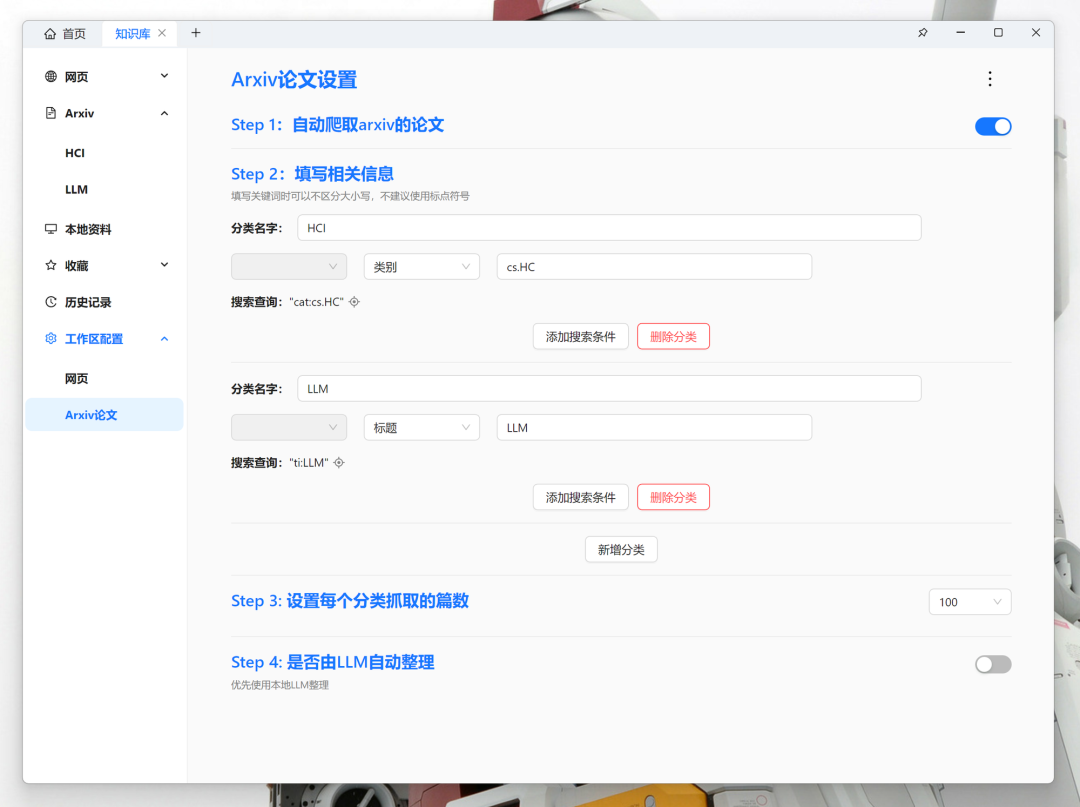 首页
知识库
网页
Arxiv
HCI
LLM
本地资料
收藏
历史记录
工作区配置
网页
Arxiv论文
Arxiv论文设置
Step 1：自动爬取arxiv的论文
Step 2：填写相关信息
填写关键词时可以不区分大小写，不建议使用标点符号
分类名字： HCI
类别 cs.HC
搜索查询： "cat:cs.HC"
添加搜索条件 删除分类
分类名字： LLM
标题 LLM
搜索查询： "ti:LLM"
添加搜索条件 删除分类
新增分类
Step 3: 设置每个分类抓取的篇数 100
Step 4: 是否由LLM自动整理
优先使用本地LLM整理